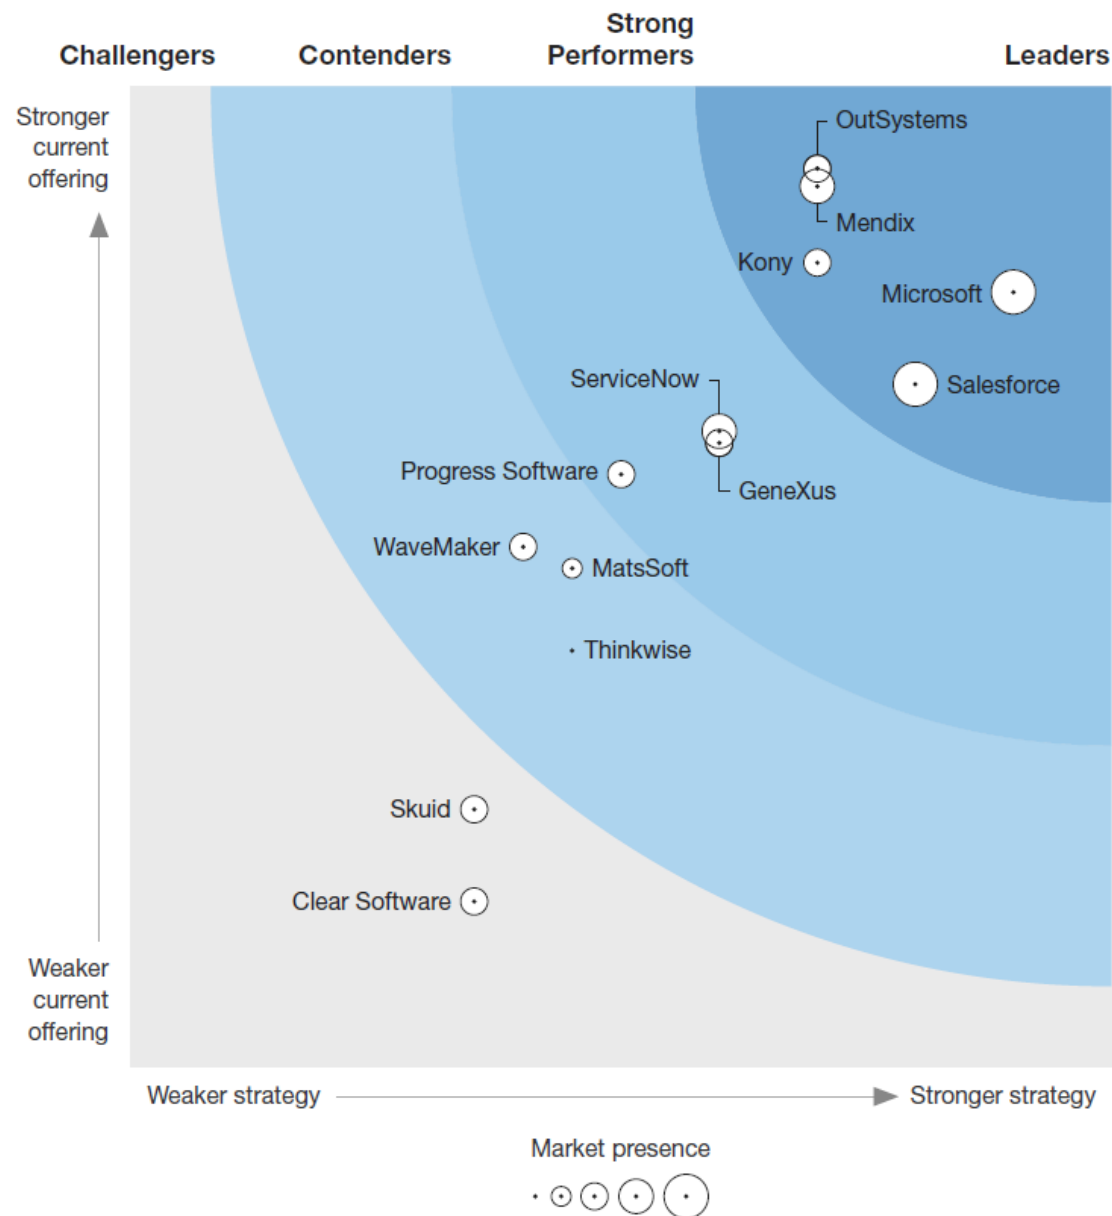 Challengers
Contenders
Strong
Performers
Leaders
Stronger
current
offering
OutSystems
Mendix
Kony
Microsoft
Salesforce
ServiceNow
GeneXus
Progress Software
WaveMaker
MatsSoft
Thinkwise
Skuid
Clear Software
Weaker
current
offering
Weaker strategy
Stronger strategy
Market presence